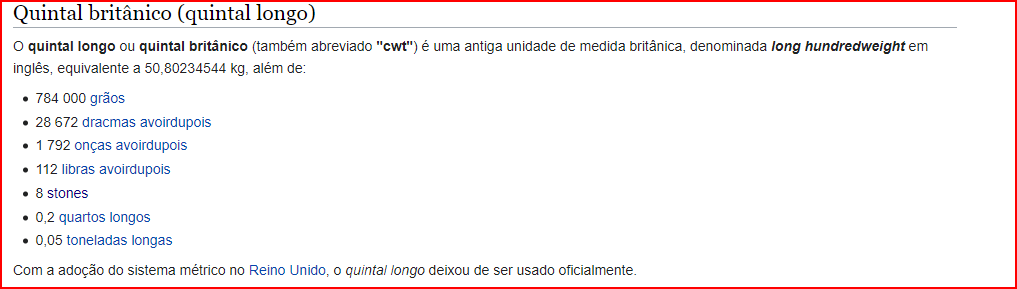 Quintal britânico (quintal longo)
O quintal longo ou quintal britânico (também abreviado "cwt") é uma antiga unidade de medida britânica, denominada long hundredweight em
inglês, equivalente a 50,80234544 kg, além de:
• 784 000 grãos
• 28 672 dracmas avoirdupois
• 1 792 onças avoirdupois
• 112 libras avoirdupois
• 8 stones
• 0,2 quartos longos
• 0,05 toneladas longas
Com a adoção do sistema métrico no Reino Unido, o quintal longo deixou de ser usado oficialmente.